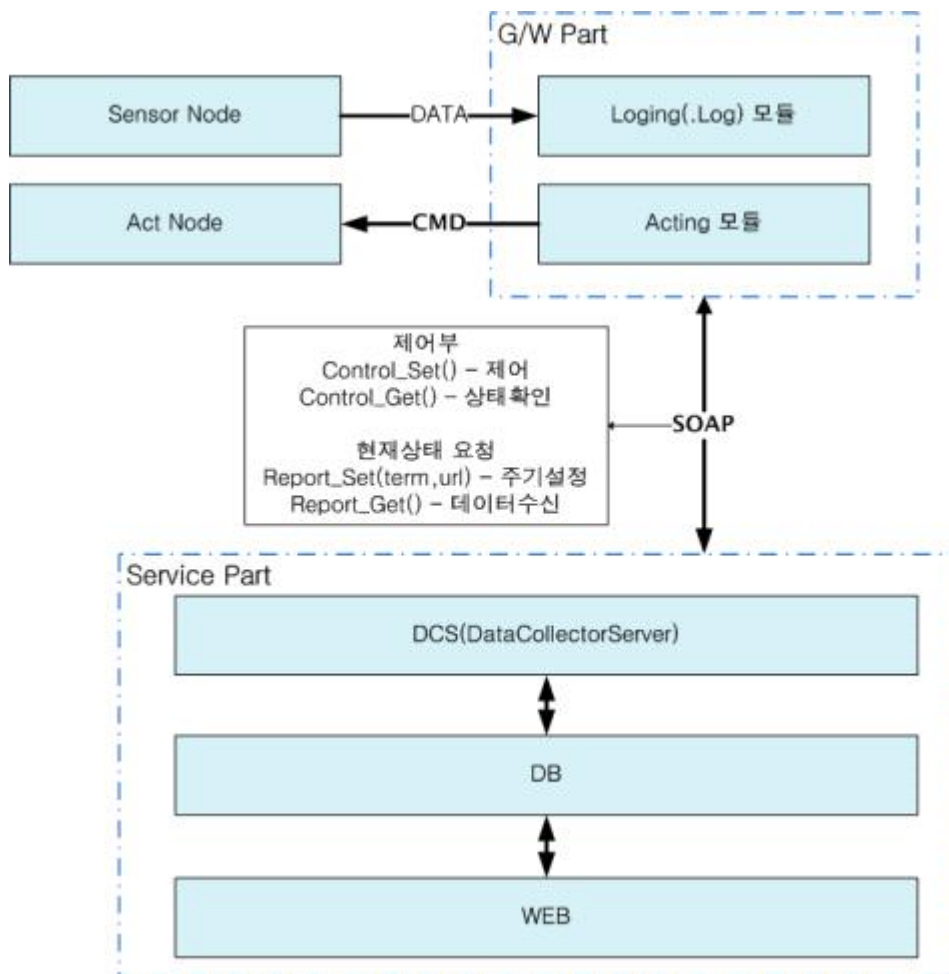 G/W Part
Sensor Node
DATA
Loging(.Log) 모듈
Act Node
CMD
Acting 모듈
제어부
Control_Set() – 제어
Control_Get() – 상태확인
현재상태 요청
Report_Set(term,url) – 주기설정
Report_Get() – 데이터수신
SOAP
Service Part
DCS(DataCollectorServer)
DB
WEB